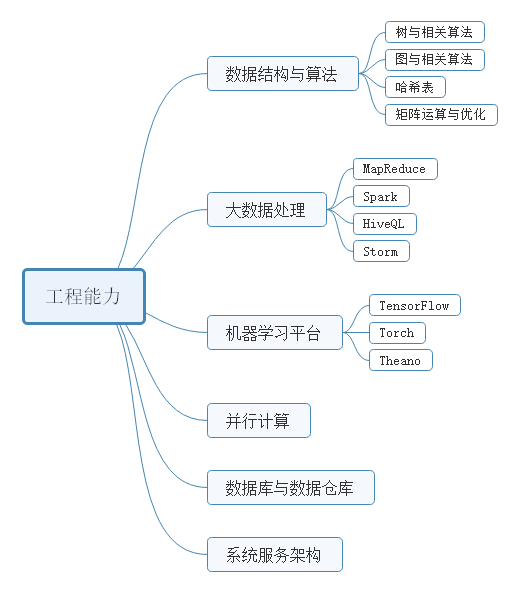 工程能力
数据结构与算法
树与相关算法
图与相关算法
哈希表
矩阵运算与优化
大数据处理
MapReduce
Spark
HiveQL
Storm
机器学习平台
TensorFlow
Torch
Theano
并行计算
数据库与数据仓库
系统服务架构